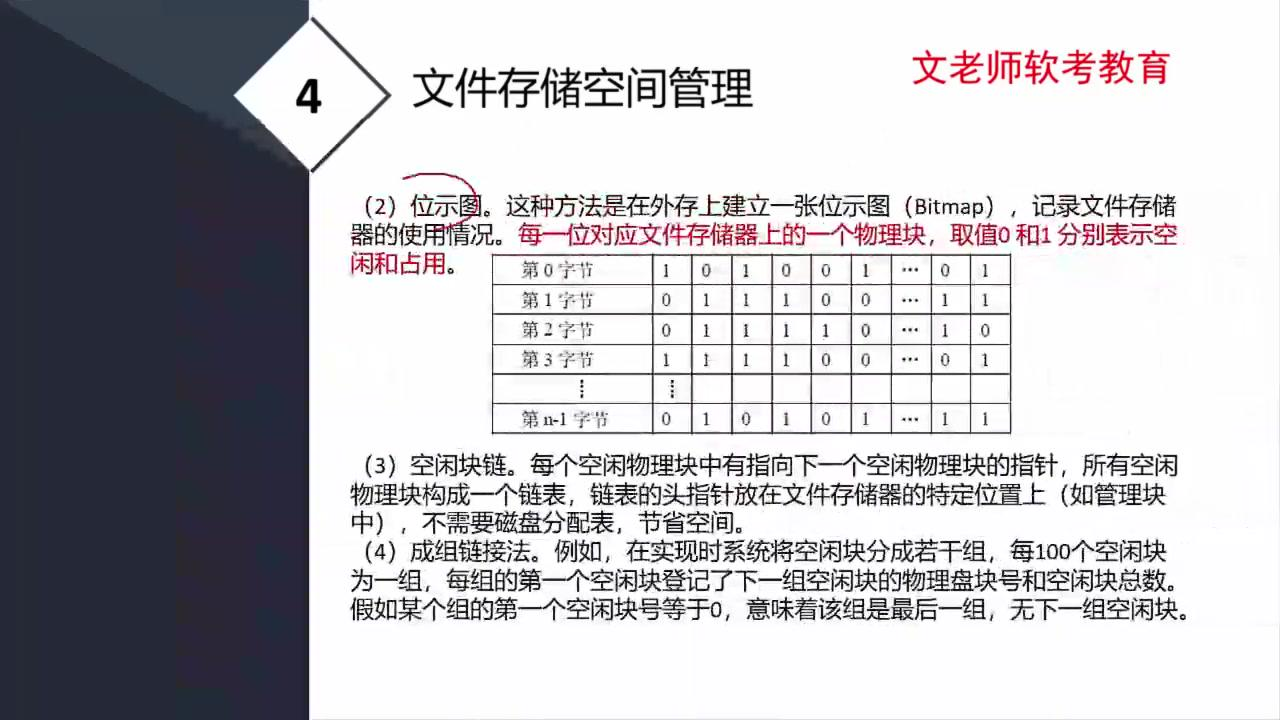 4
文件存储空间管理
文老师软考教育
（2）位示图。这种方法是在外存上建立一张位示图（Bitmap），记录文件存储
器的使用情况。每一位对应文件存储器上的一个物理块，取值0 和1 分别表示空
闲和占用。
第 0 字节 1 0 1 0 0 1 … 0 1
第 1 字节 0 1 1 1 0 0 … 1 1
第 2 字节 0 1 1 1 1 0 … 1 0
第 3 字节 1 1 1 1 0 0 … 0 1
⋮ ⋮
第 n-1 字节 0 1 0 1 0 1 … 1 1
（3）空闲块链。每个空闲物理块中有指向下一个空闲物理块的指针，所有空闲
物理块构成一个链表，链表的头指针放在文件存储器的特定位置上（如管理块
中），不需要磁盘分配表，节省空间。
（4）成组链接法。例如，在实现时系统将空闲块分成若干组，每100个空闲块
为一组，每组的第一个空闲块登记了下一组空闲块的物理盘块号和空闲块总数。
假如某个组的第一个空闲块号等于0，意味着该组是最后一组，无下一组空闲块。